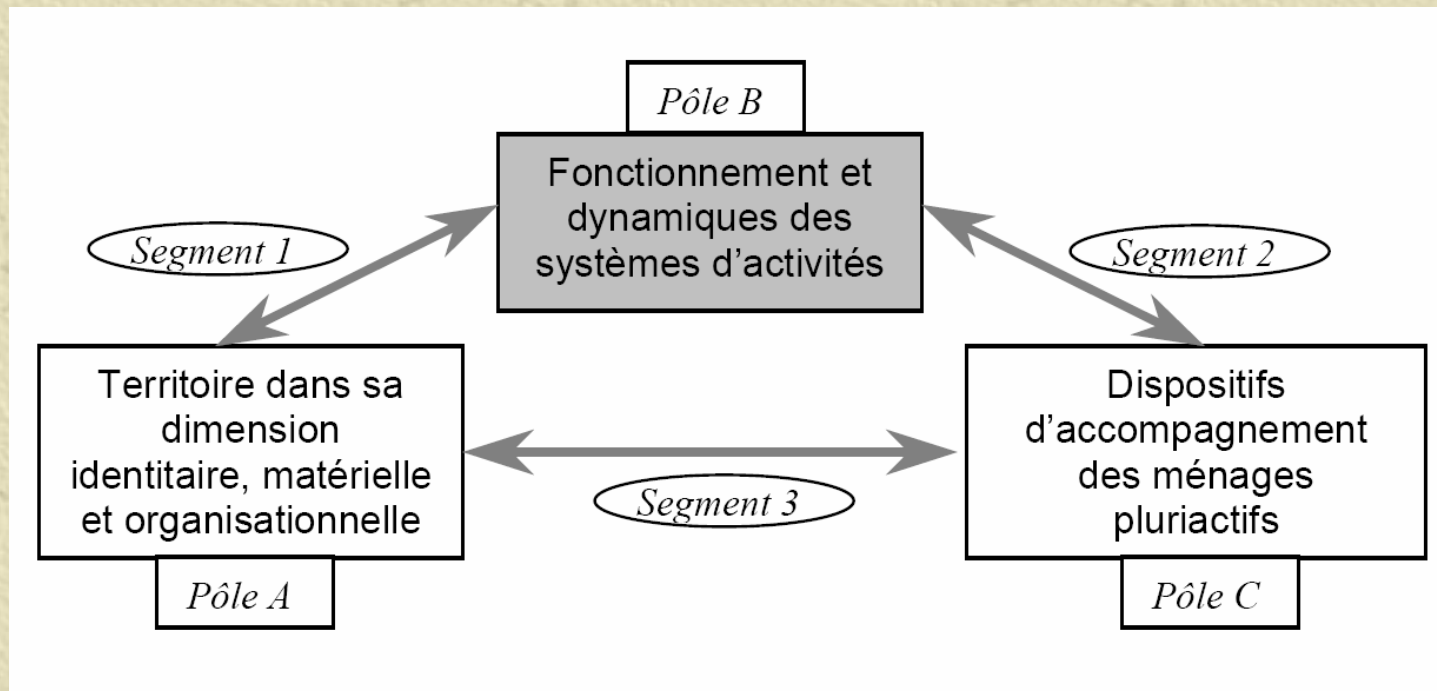 Pôle B
Fonctionnement et
dynamiques des
systèmes d’activités
Segment 1
Segment 2
Territoire dans sa
dimension
identitaire, matérielle
et organisationnelle
Pôle A
Segment 3
Dispositifs
d’accompagnement
des ménages
pluriactifs
Pôle C